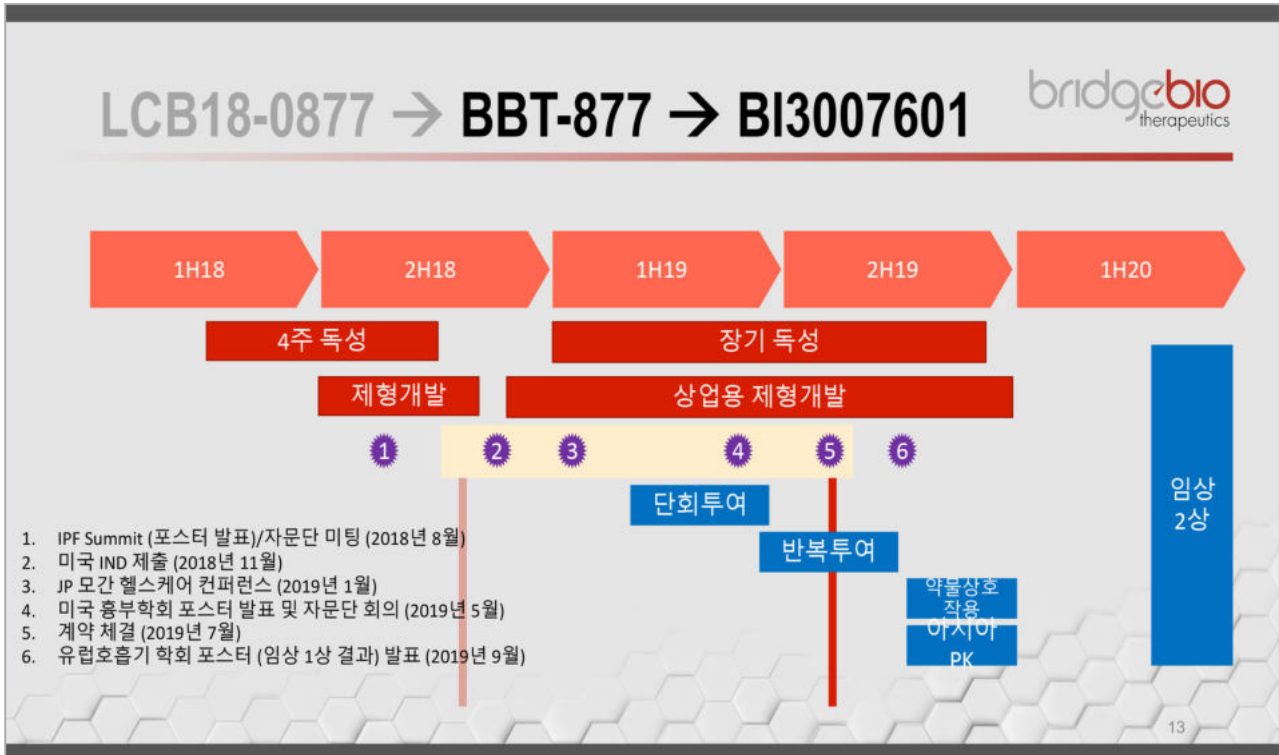 LCB18-0877 → BBT-877 → BI3007601
bridgebio
therapeutics
1H18
2H18
1H19
2H19
1H20
4주 독성
장기 독성
제형개발
상업용 제형개발
1
2
3
4
5
6
단회투여
반복투여
약물상호
작용
아시아
PK
임상
2상
1. IPF Summit (포스터 발표)/자문단 미팅 (2018년 8월)
2. 미국 IND 제출 (2018년 11월)
3. JP 모간 헬스케어 컨퍼런스 (2019년 1월)
4. 미국 흉부학회 포스터 발표 및 자문단 회의 (2019년 5월)
5. 계약 체결 (2019년 7월)
6. 유럽호흡기 학회 포스터 (임상 1상 결과) 발표 (2019년 9월)
13